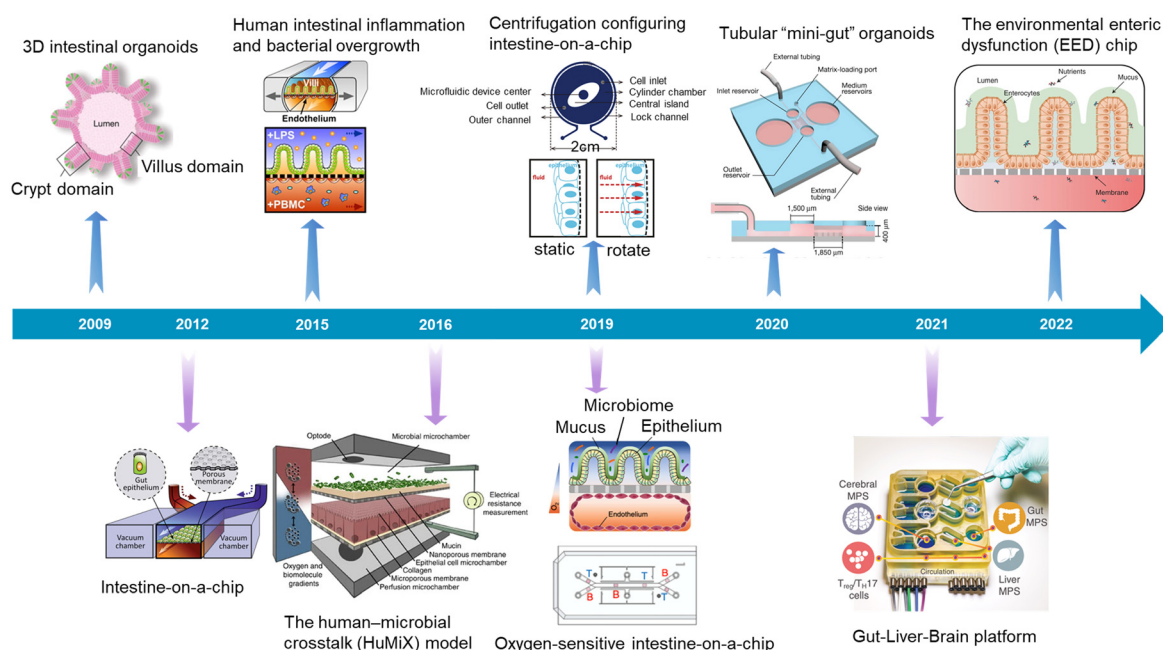 3D intestinal organoids
Lumen
Villus domain
Crypt domain
Human intestinal inflammation
and bacterial overgrowth
Villi
Endothelium
+LPS
+PBMC
Centrifugation configuring
intestine-on-a-chip
Microfluidic device center
Cell outlet
Outer channel
Cell inlet
Cylinder chamber
Central island
Lock channel
2cm
epithelium
fluid
epithelium
fluid
static
rotate
Tubular “mini-gut” organoids
External tubing
Matrix-loading port
Inlet reservoir
Medium
reservoirs
Outlet
reservoir
External
tubing
1,500 µm
Side view
400 µm
1,850 µm
The environmental enteric
dysfunction (EED) chip
Lumen
Nutrients
Mucus
Enterocytes
Membrane
2009
2012
2015
2016
2019
2020
2021
2022
Gut
epithelium
Porous
membrane
Vacuum
chamber
Vacuum
chamber
Intestine-on-a-chip
Optode
Microbial microchamber
Electrical
resistance
measurement
Mucin
Nanoporous membrane
Epithelial cell microchamber
Collagen
Microporous membrane
Perfusion microchamber
Oxygen and
biomolecule
gradients
The human–microbial
crosstalk (HuMiX) model
Microbiome
Mucus
Epithelium
Endothelium
T
T
B
B
B
B
T
Oxygen-sensitive intestine-on-a-chip
Cerebral
MPS
Gut
MPS
Treg/TH17
cells
Circulation
Liver
MPS
Gut-Liver-Brain platform